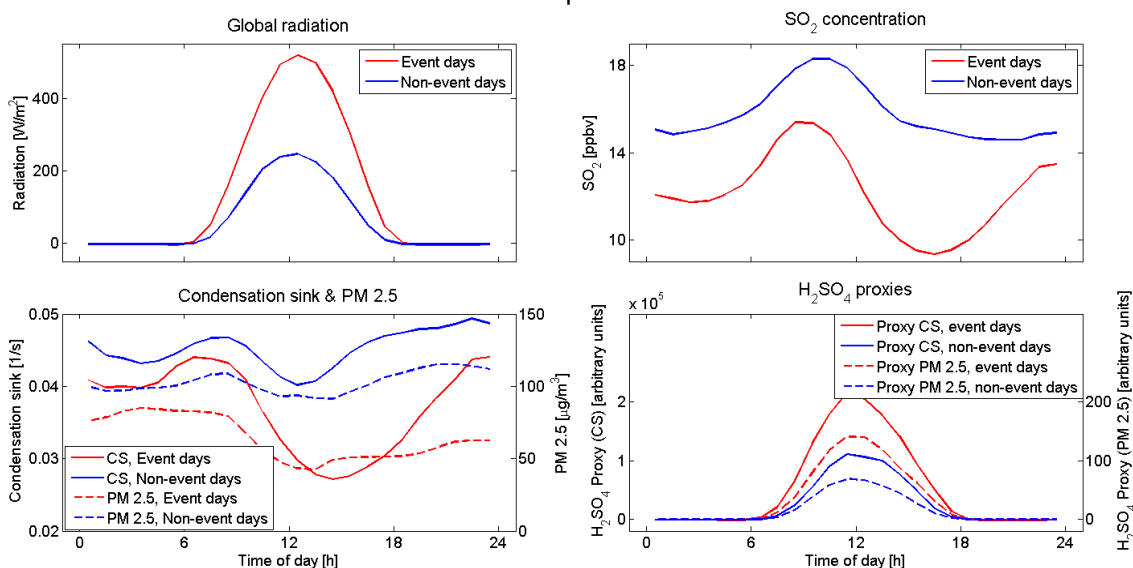 Global radiation
Radiation [W/m²]
400
200
0
Event days
Non-event days
SO₂ concentration
SO₂ [ppbv]
18
14
10
Event days
Non-event days
Condensation sink & PM 2.5
Condensation sink [1/s]
0.05
0.04
0.03
0.02
150
100
50
0
PM 2.5 [µg/m³]
CS, Event days
CS, Non-event days
PM 2.5, Event days
PM 2.5, Non-event days
0
6
12
18
24
Time of day [h]
H₂SO₄ proxies
x 10⁵
H₂SO₄ Proxy (CS) [arbitrary units]
2
1
0
200
100
0
H₂SO₄ Proxy (PM 2.5) [arbitrary units]
Proxy CS, event days
Proxy CS, non-event days
Proxy PM 2.5, event days
Proxy PM 2.5, non-event days
0
6
12
18
24
Time of day [h]